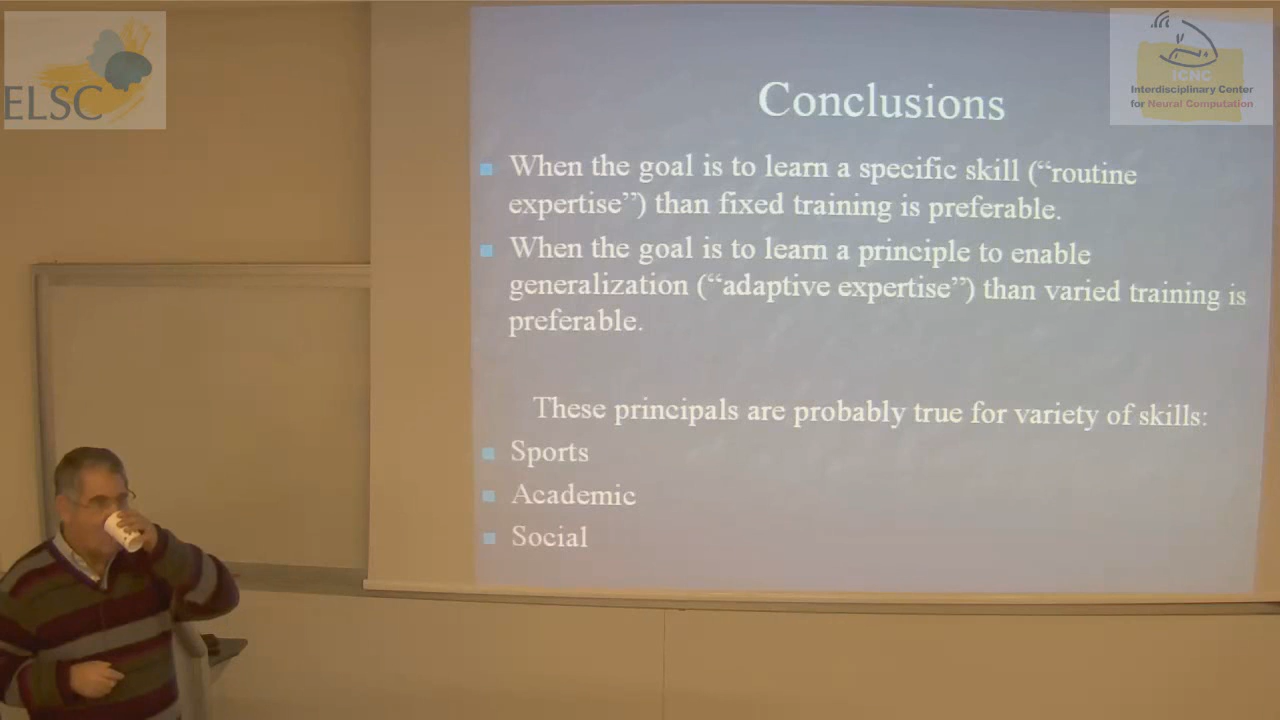 ELSC
ICNC
Interdisciplinary Center
for Neural Computation
Conclusions
When the goal is to learn a specific skill (“routine
expertise”) than fixed training is preferable.
When the goal is to learn a principle to enable
generalization (“adaptive expertise”) than varied training is
preferable.
These principals are probably true for variety of skills:
Sports
Academic
Social